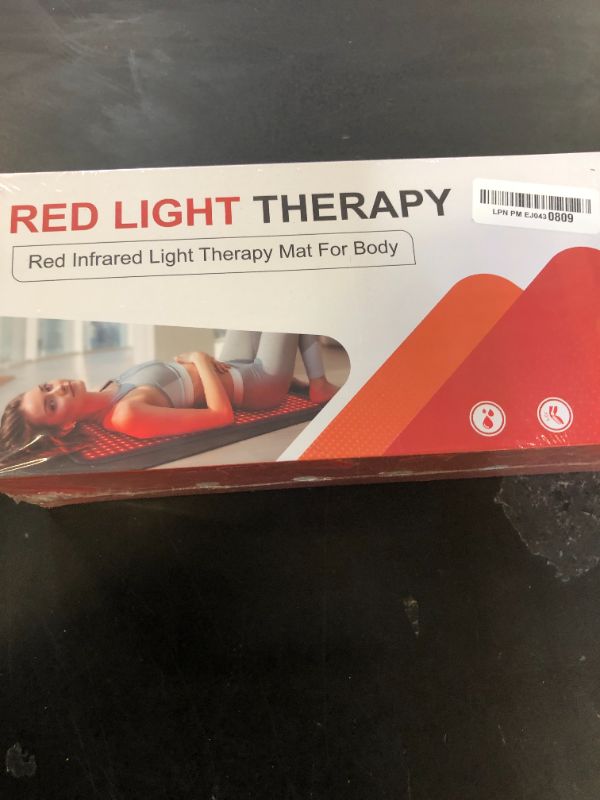 RED LIGHT THERAPY
Red Infrared Light Therapy Mat For Body
LPN PM EJ0430809